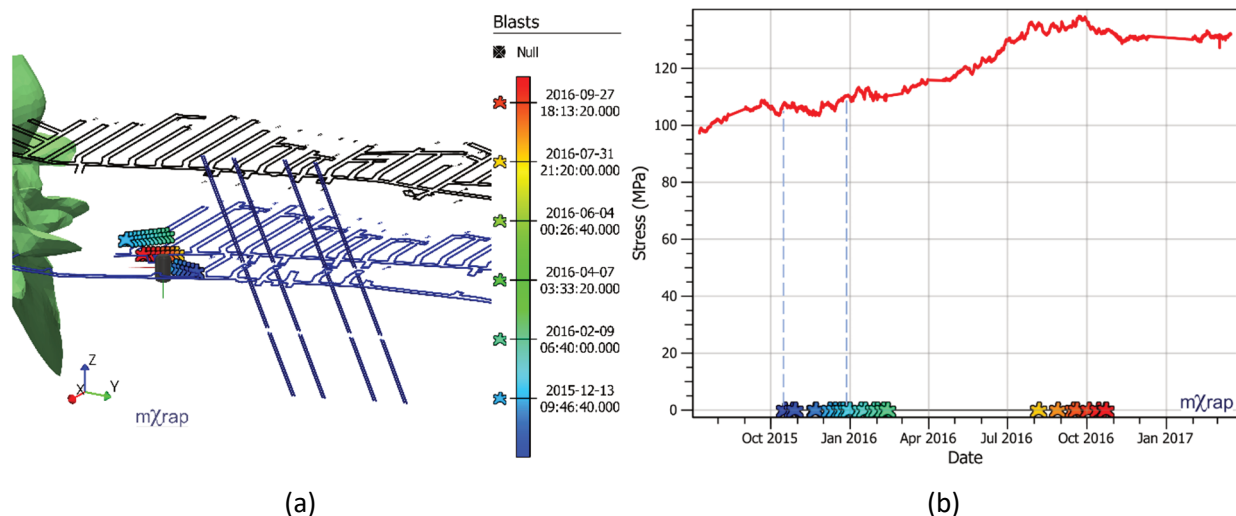 Blasts
Null
2016-09-27
18:13:20.000
2016-07-31
21:20:00.000
2016-06-04
00:26:40.000
2016-04-07
03:33:20.000
2016-02-09
06:40:00.000
2015-12-13
09:46:40.000
Z
X
Y
mχrap
(a)
Stress (MPa)
120
100
80
60
40
20
0
mχrap
Oct 2015 Jan 2016 Apr 2016 Jul 2016 Oct 2016 Jan 2017
Date
(b)